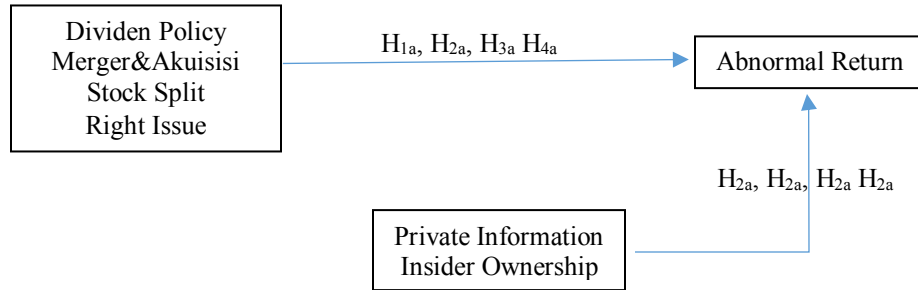 Dividen Policy
Merger&Akuisisi
Stock Split
Right Issue
H1a, H2a, H3a H4a
Abnormal Return
H2a, H2a, H2a H2a
Private Information
Insider Ownership